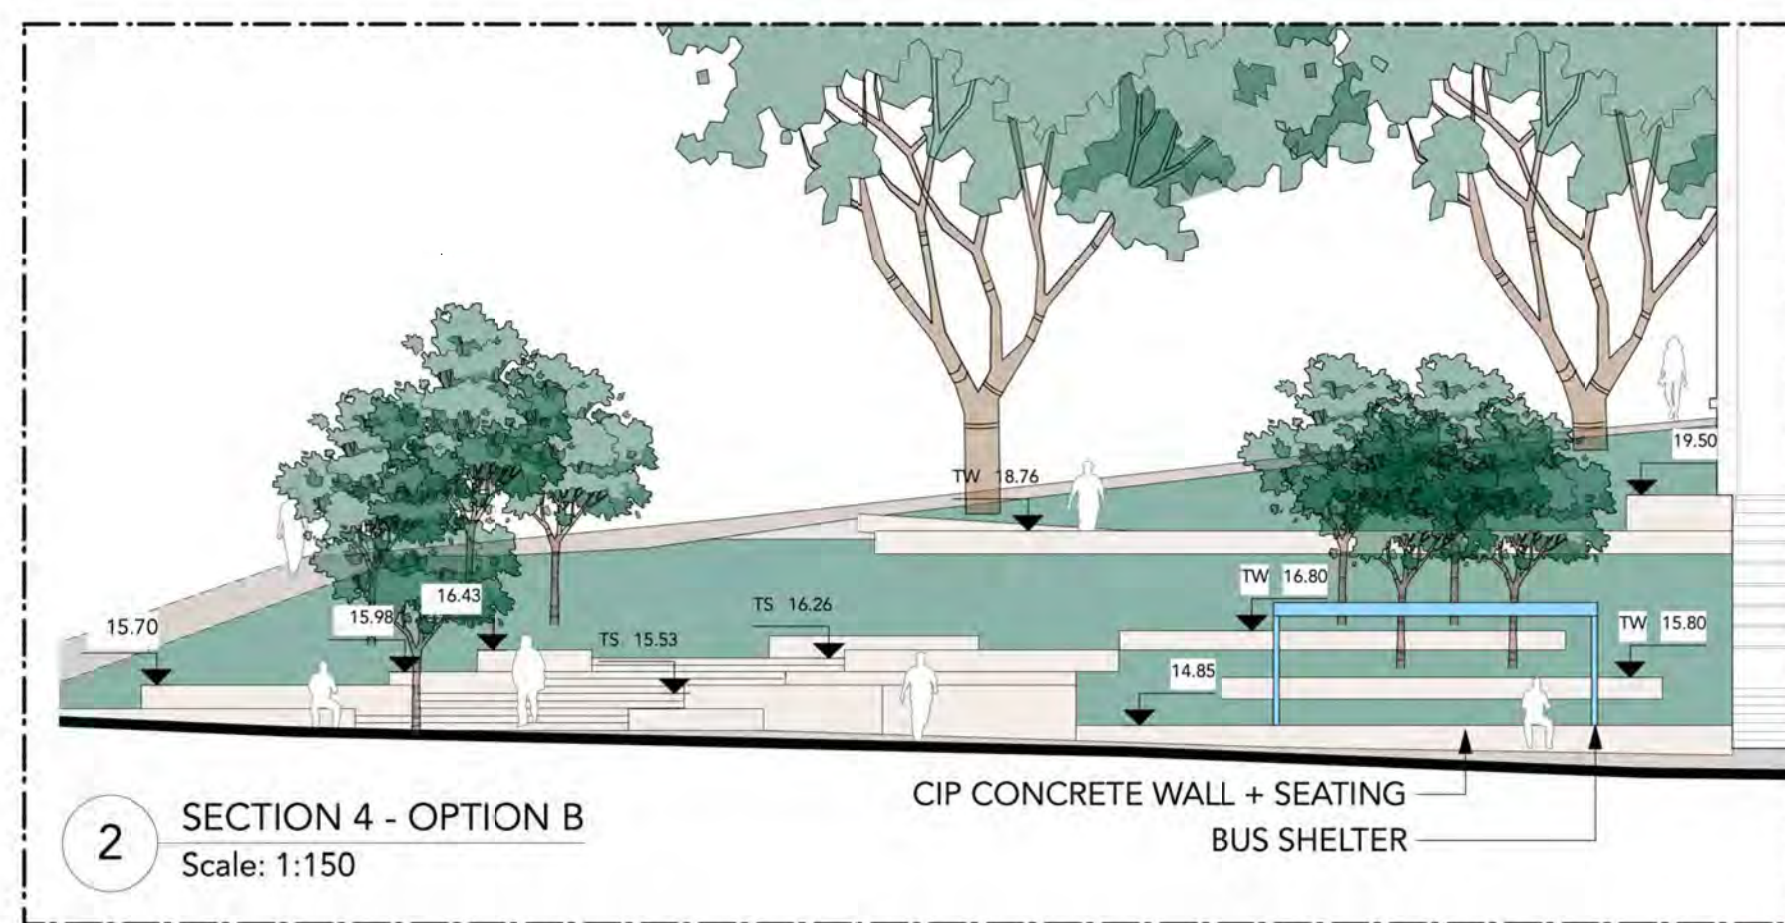 TW 18.76
19.50
15.70
15.98
16.43
TS 15.53
TS 16.26
TW 16.80
14.85
TW 15.80
CIP CONCRETE WALL + SEATING
BUS SHELTER
2
SECTION 4 - OPTION B
Scale: 1:150